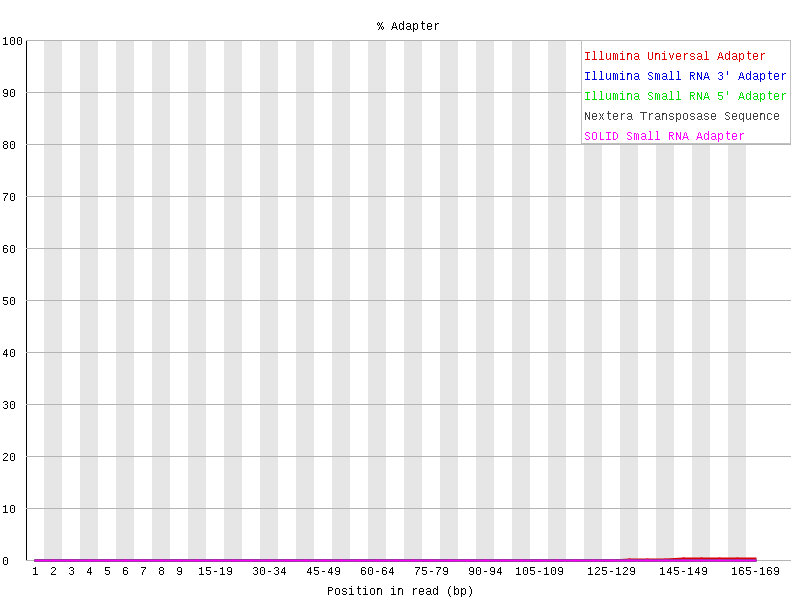 % Adapter
Illumina Universal Adapter
Illumina Small RNA 3' Adapter
Illumina Small RNA 5' Adapter
Nextera Transposase Sequence
SOLID Small RNA Adapter
100
90
80
70
60
50
40
30
20
10
0
1 2 3 4 5 6 7 8 9 15-19 30-34 45-49 60-64 75-79 90-94 105-109 125-129 145-149 165-169
Position in read (bp)